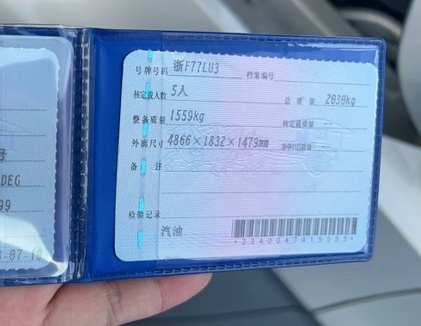 号牌号码 浙F77LU3 档案编号
核定载人数 5人 总质量 2030kg
整备质量 1559kg 核定载质量
外廓尺寸 4866×1832×1479mm 准牵引总质量
备注
检验记录
汽油
号
DEG
99